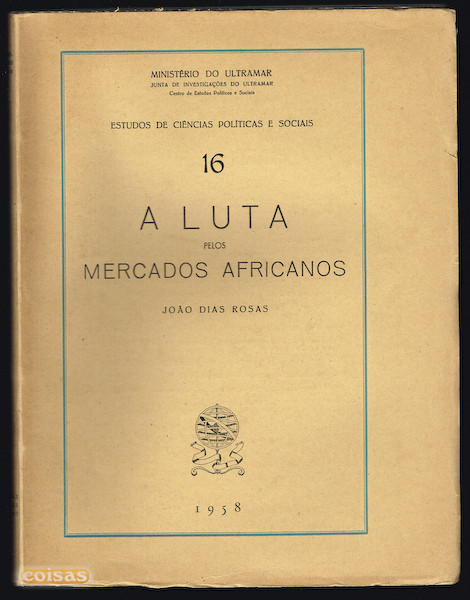 MINISTÉRIO DO ULTRAMAR
JUNTA DE INVESTIGAÇÕES DO ULTRAMAR
Centro de Estudos Políticos e Sociais
ESTUDOS DE CIÊNCIAS POLÍTICAS E SOCIAIS
16
A LUTA
PELOS
MERCADOS AFRICANOS
JOÃO DIAS ROSAS
1958
coisas